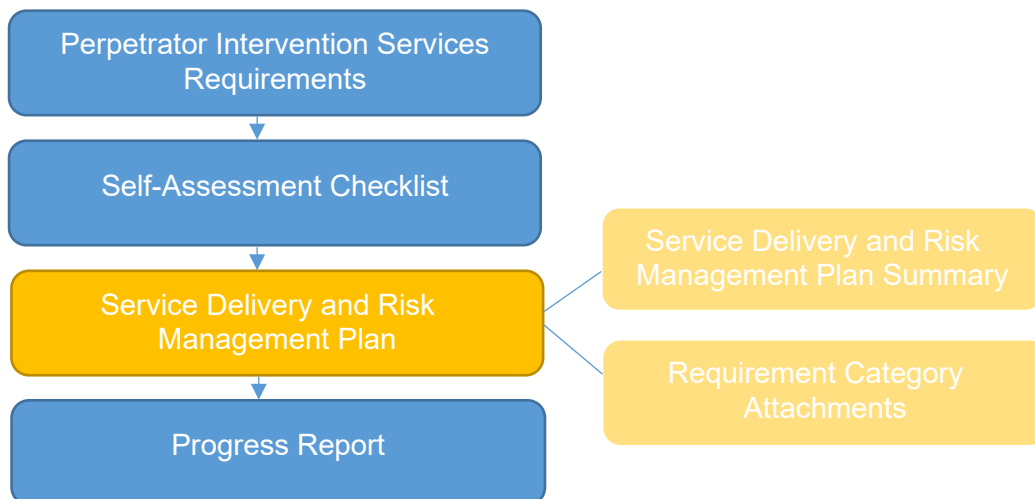 Perpetrator Intervention Services
Requirements
Self-Assessment Checklist
Service Delivery and Risk
Management Plan
Service Delivery and Risk
Management Plan Summary
Requirement Category
Attachments
Progress Report